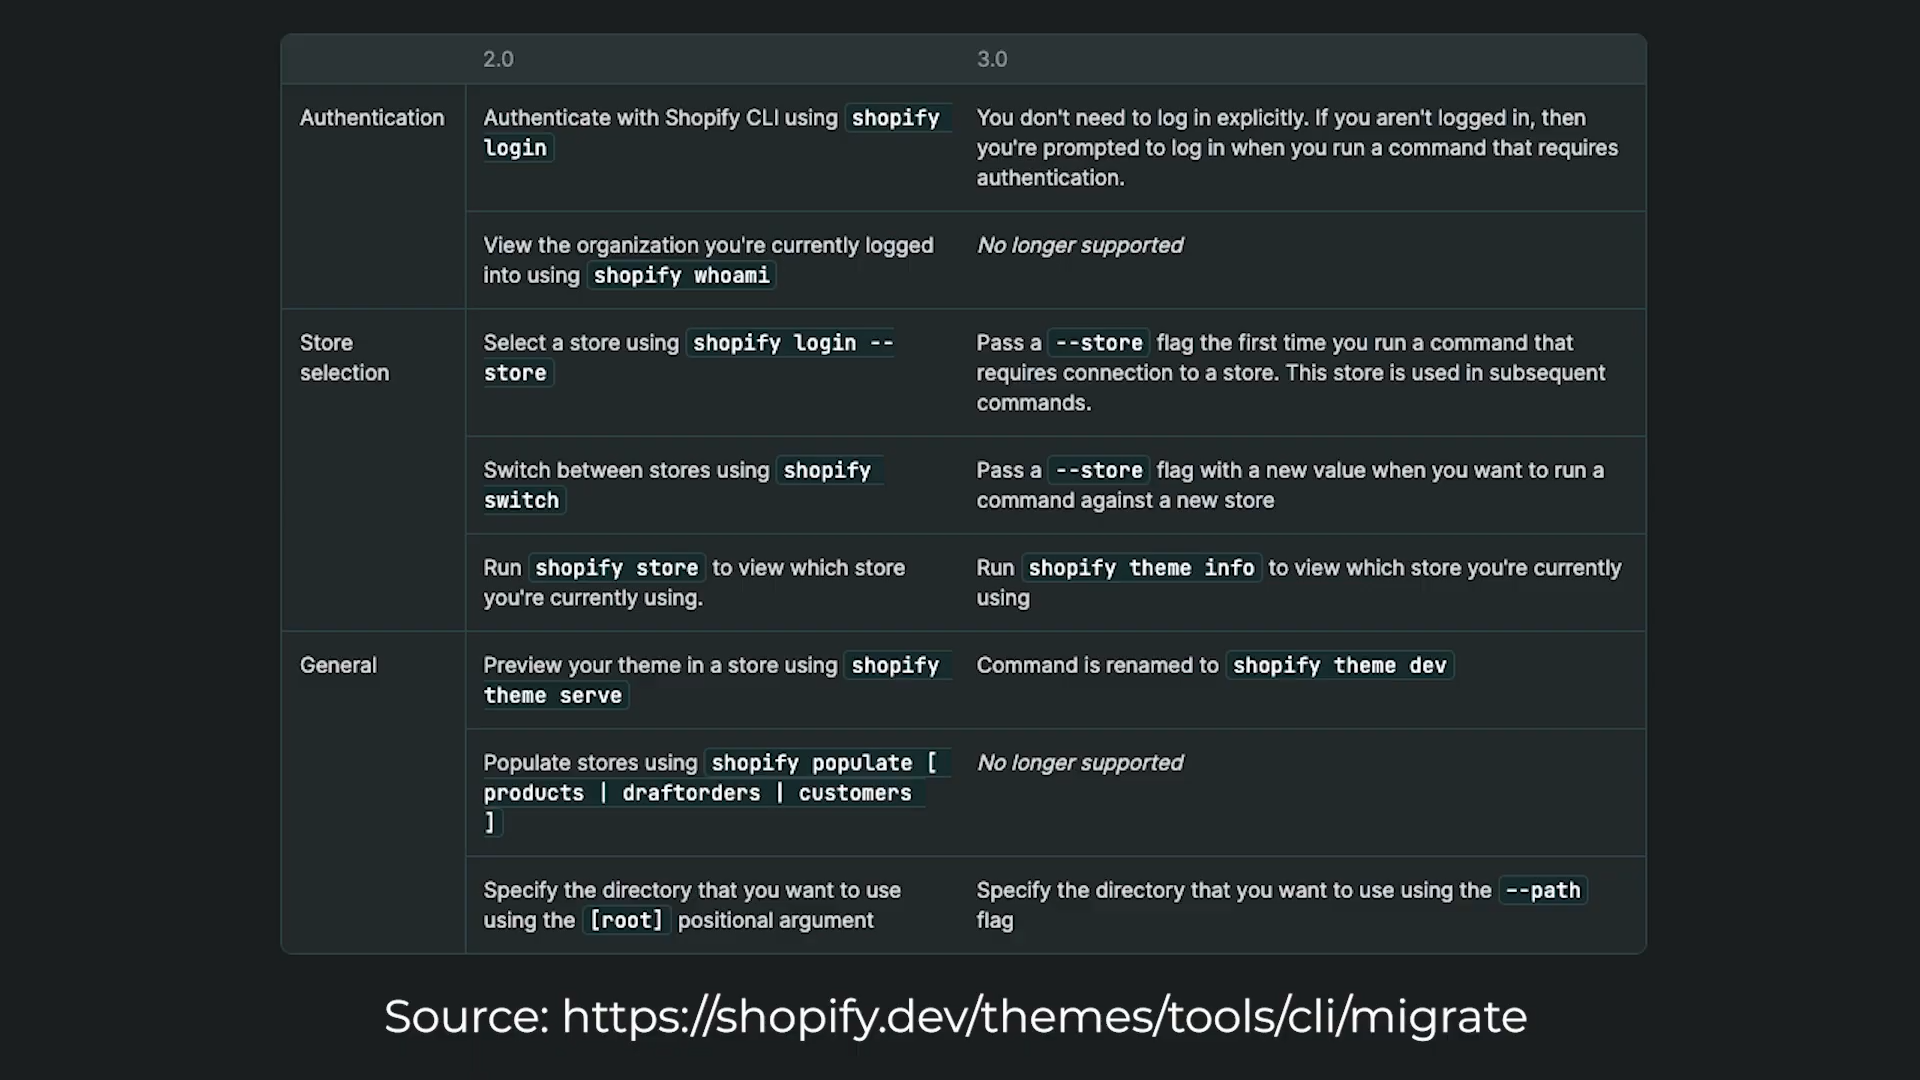 2.0 3.0
Authentication
Authenticate with Shopify CLI using shopify
login
You don't need to log in explicitly. If you aren't logged in, then
you're prompted to log in when you run a command that requires
authentication.
View the organization you're currently logged
into using shopify whoami
No longer supported
Store
selection
Select a store using shopify login --
store
Pass a --store flag the first time you run a command that
requires connection to a store. This store is used in subsequent
commands.
Switch between stores using shopify
switch
Pass a --store flag with a new value when you want to run a
command against a new store
Run shopify store to view which store
you're currently using.
Run shopify theme info to view which store you're currently
using
General
Preview your theme in a store using shopify
theme serve
Command is renamed to shopify theme dev
Populate stores using shopify populate [
products | draftorders | customers
]
No longer supported
Specify the directory that you want to use
using the [root] positional argument
Specify the directory that you want to use using the --path
flag
Source: https://shopify.dev/themes/tools/cli/migrate